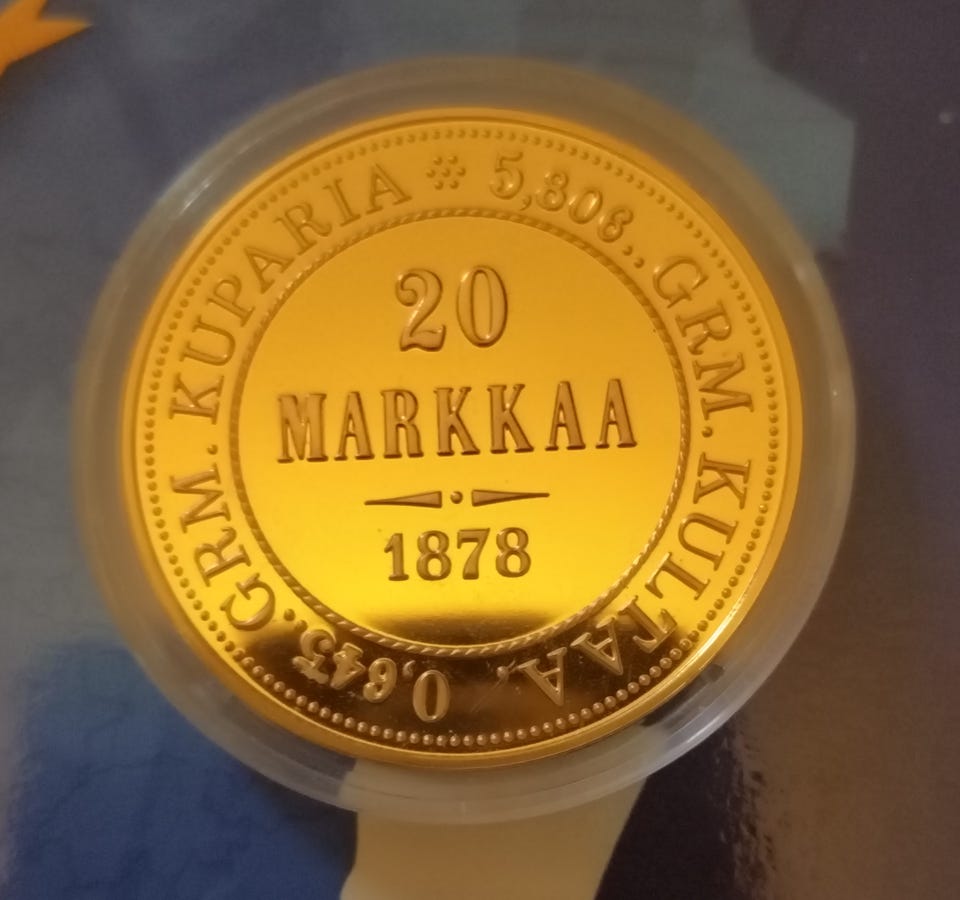 20
MARKKAA
1878
5,806., GRM. KULTAA, 0,645. GRM. KUPARIA